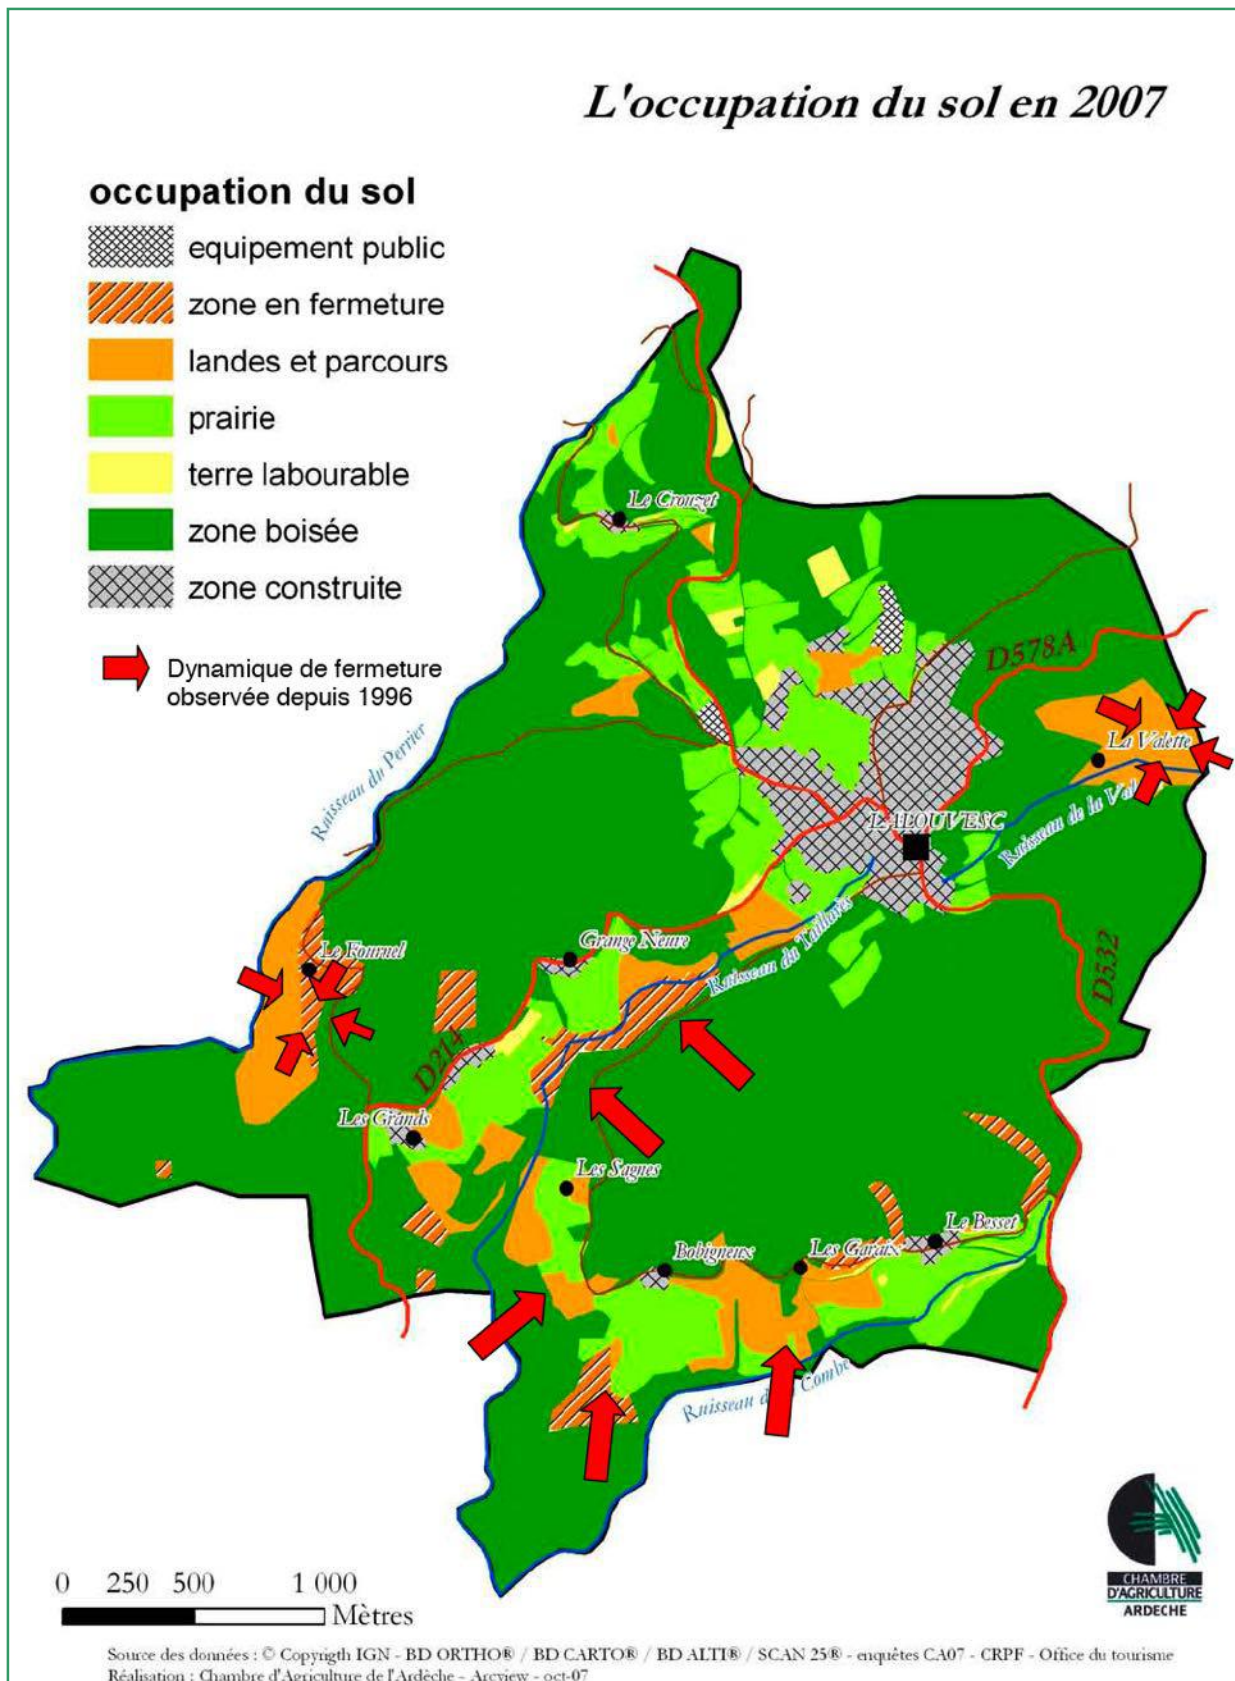 L'occupation du sol en 2007
occupation du sol
equipement public
zone en fermeture
landes et parcours
prairie
terre labourable
zone boisée
zone construite
Dynamique de fermeture
observée depuis 1996
Le Crouzet
D578A
Ruisseau du Perrier
La Valette
LALOUVESC
Ruisseau de la Val
Ruisseau du Taillarès
Grange Neuve
Le Fournel
D532
D214
Les Grands
Les Sagnes
Le Besset
Bobigneux
Les Garaix
Ruisseau d Combe
0 250 500 1 000
Mètres
CHAMBRE
D'AGRICULTURE
ARDECHE
Source des données : © Copyrigth IGN - BD ORTHO® / BD CARTO® / BD ALTI® / SCAN 25® - enquêtes CA07 - CRPF - Office du tourisme
Réalisation : Chambre d'Agriculture de l'Ardèche - Arcview - oct-07